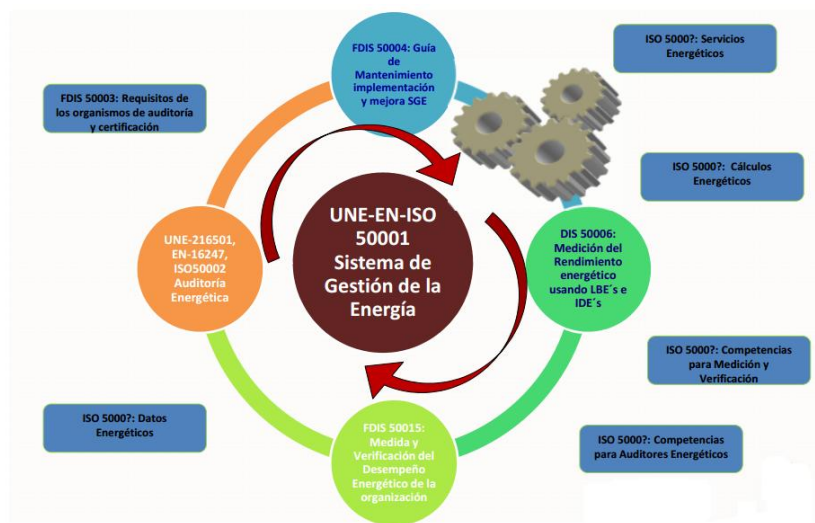 FDIS 50004: Guía
de
Mantenimiento
implementación
y mejora SGE
ISO 5000?: Servicios
Energéticos
FDIS 50003: Requisitos de
los organismos de auditoría
y certificación
ISO 5000?: Cálculos
Energéticos
UNE-EN-ISO
50001
Sistema de
Gestión de la
Energía
UNE-216501,
EN-16247,
ISO50002
Auditoría
Energética
DIS 50006:
Medición del
Rendimiento
energético
usando LBE´s e
IDE´s
ISO 5000?: Competencias
para Medición y
Verificación
ISO 5000?: Datos
Energéticos
FDIS 50015:
Medida y
Verificación del
Desempeño
Energético de la
organización
ISO 5000?: Competencias
para Auditores Energéticos